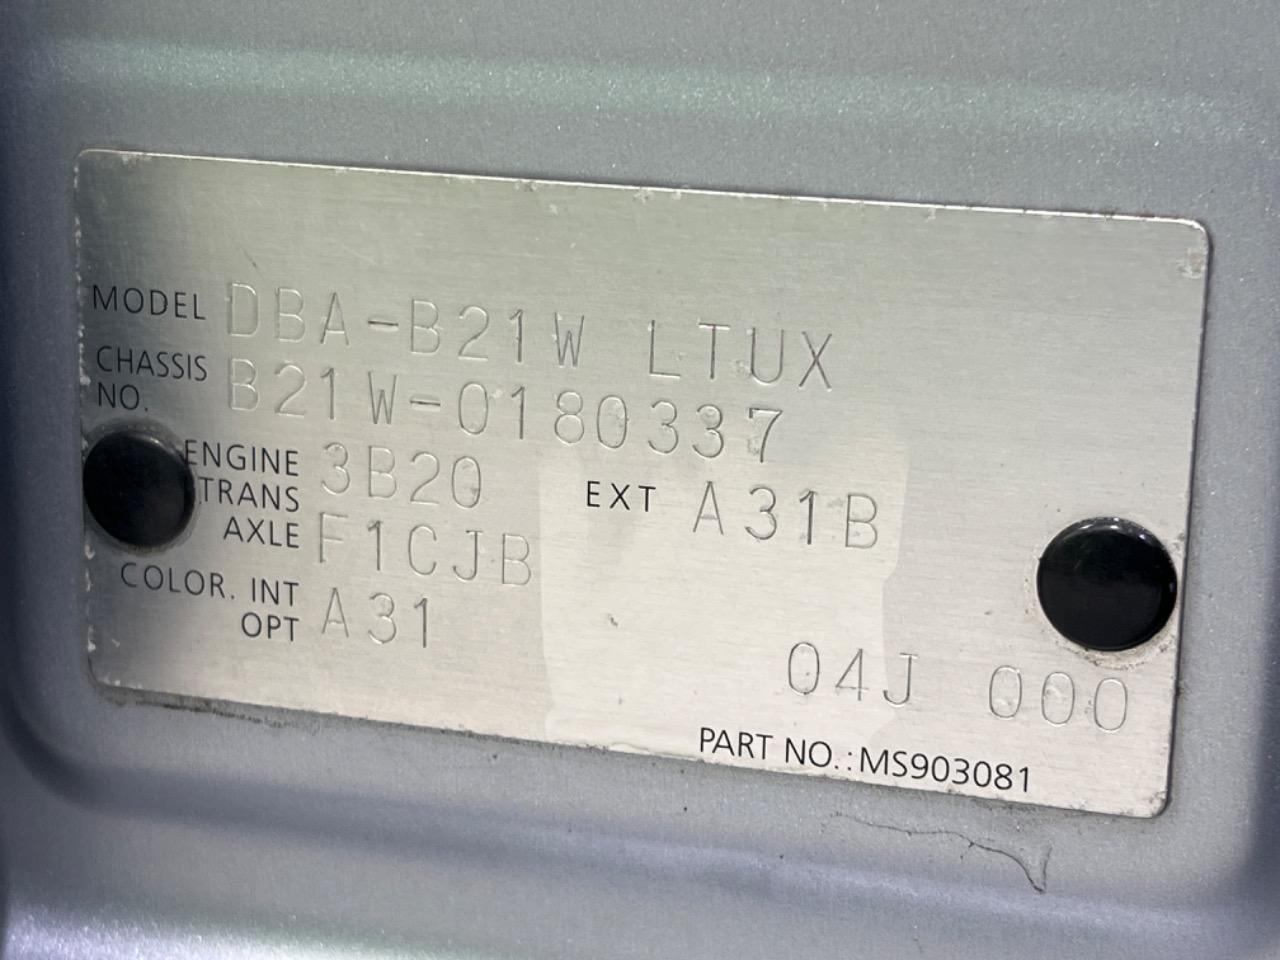 MODEL DBA-B21W LTUX
CHASSIS NO. B21W-0180337
ENGINE 3B20 EXT A31B
TRANS AXLE F1CJB
COLOR. INT OPT A31
04J 000
PART NO.:MS903081